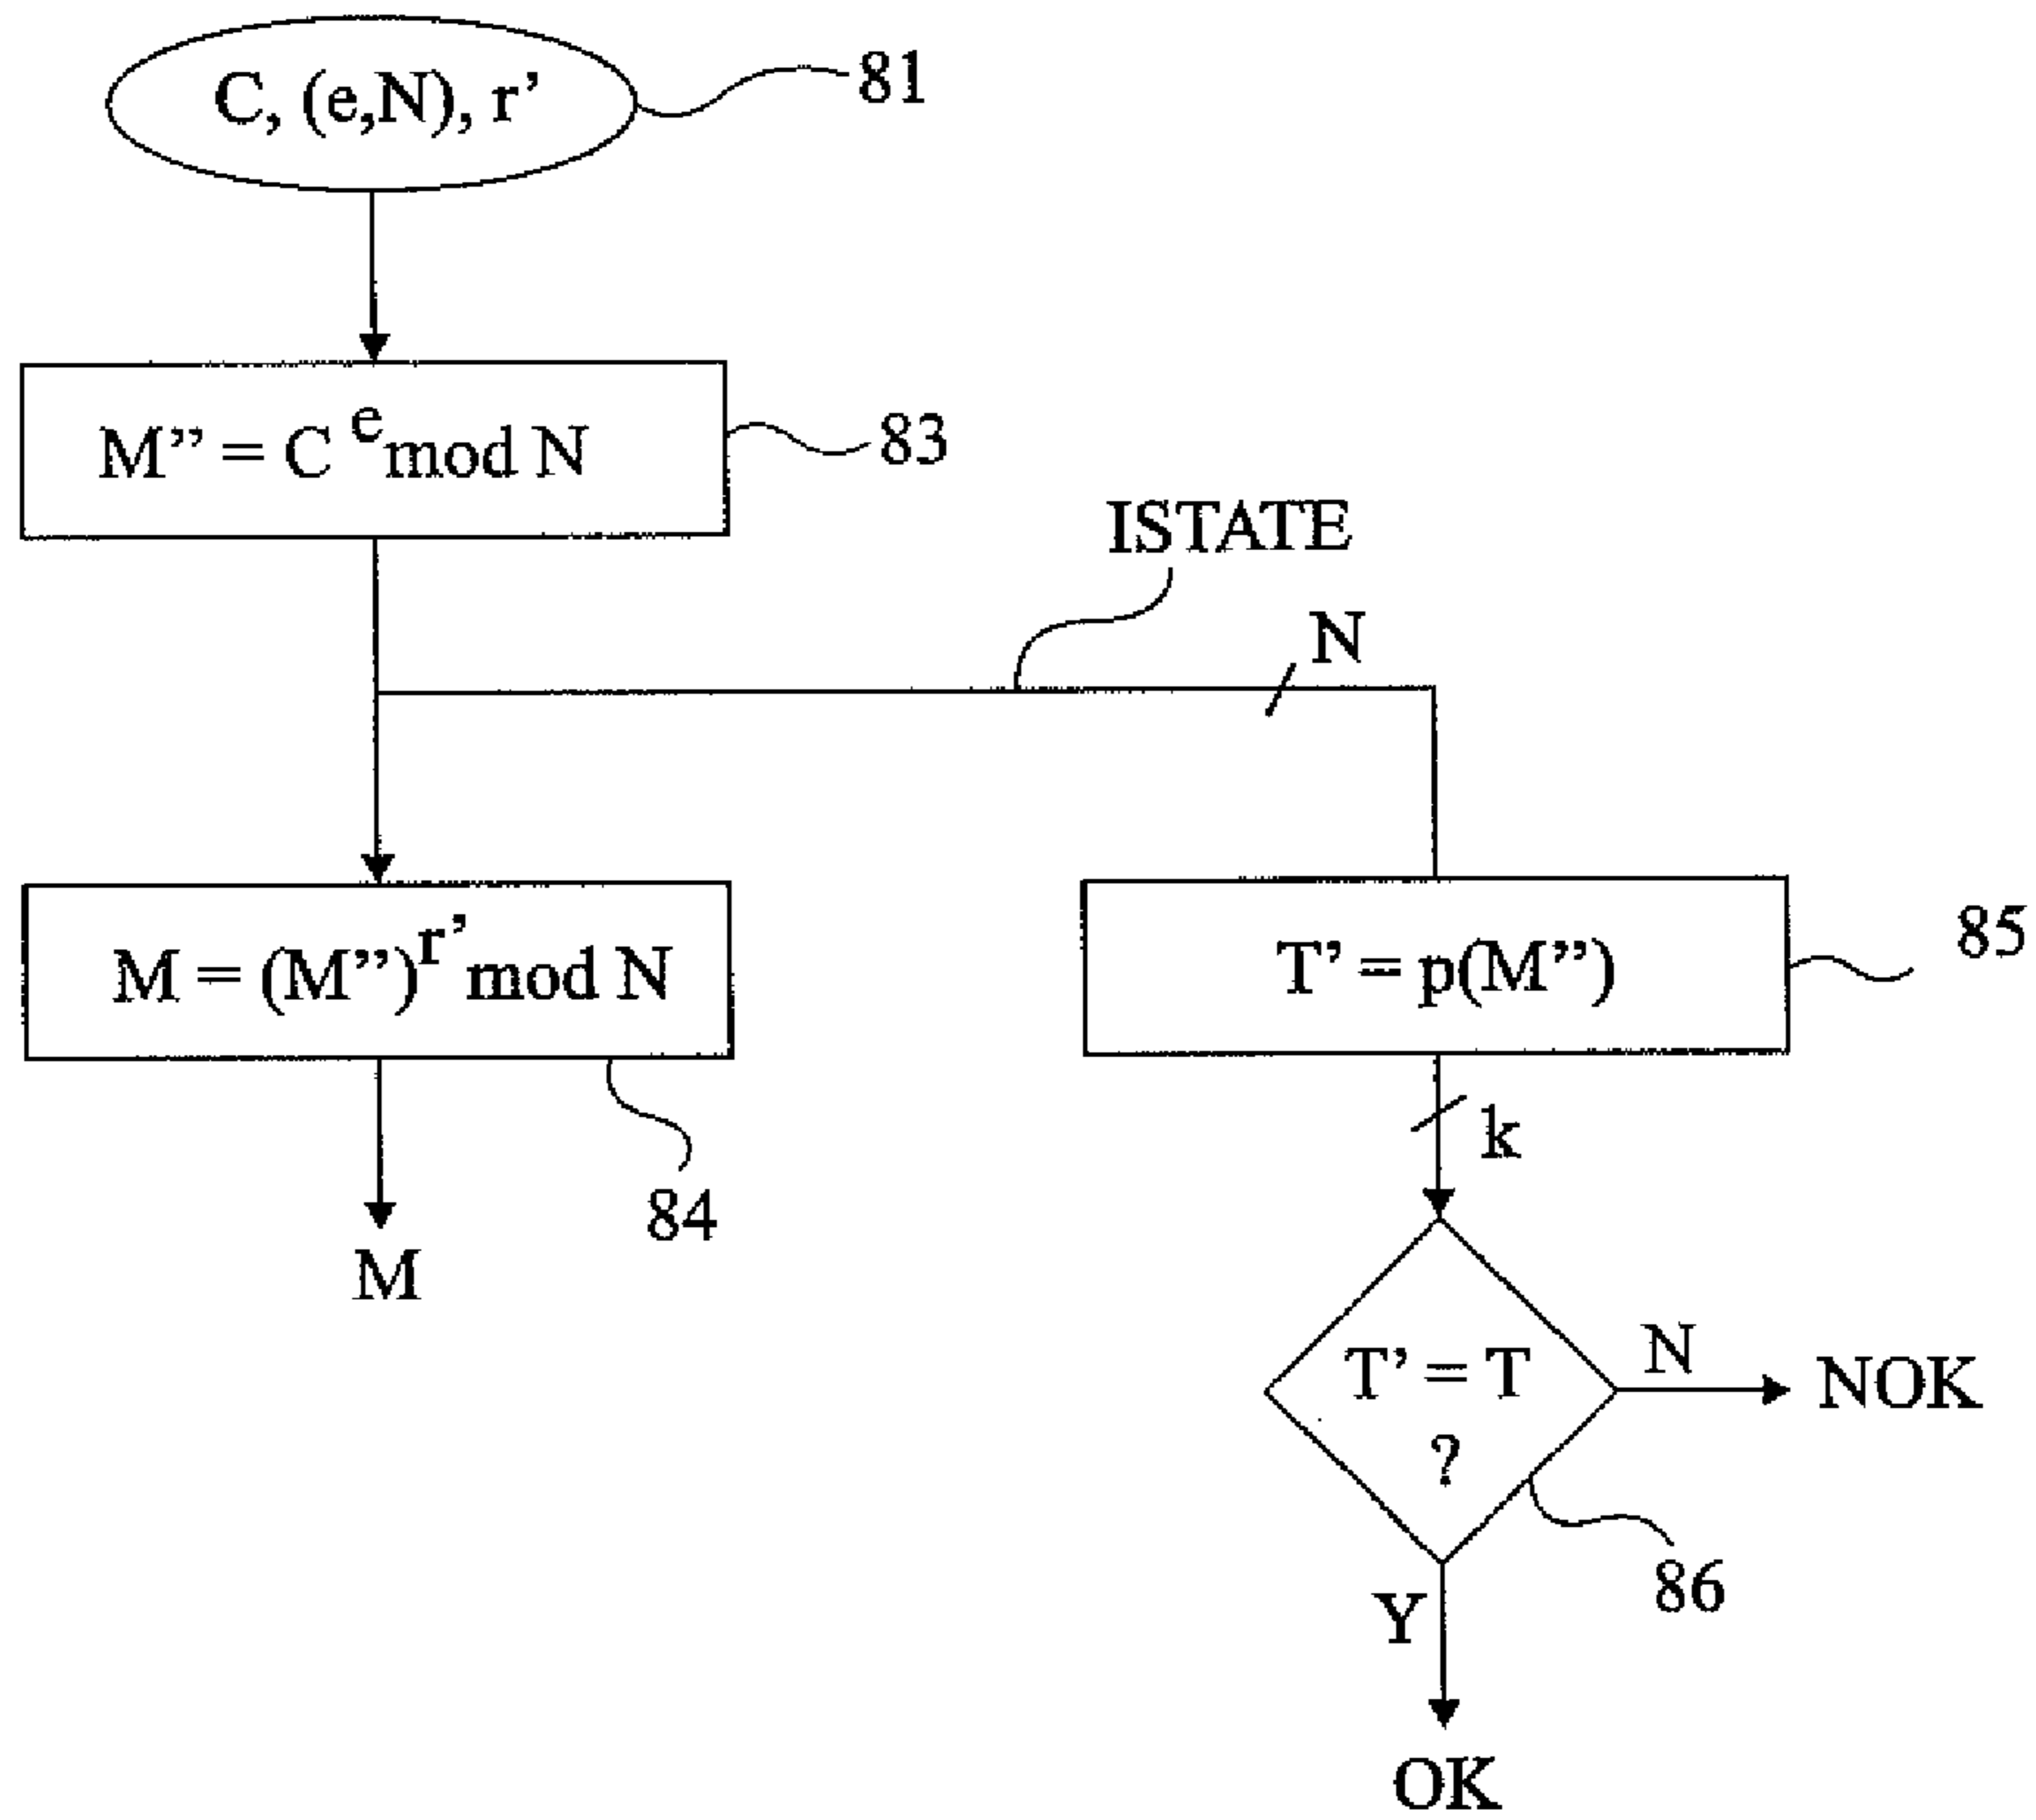 C, (e,N), r’
81
M” = C e mod N
83
ISTATE
N
M = (M”) r’ mod N
84
M
T’ = p(M”)
85
k
T’ = T
?
N
NOK
86
Y
OK